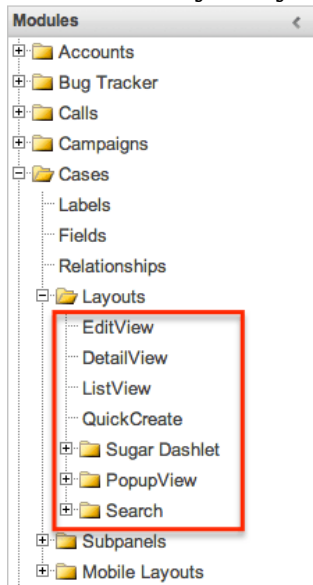 Modules
Accounts
Bug Tracker
Calls
Campaigns
Cases
Labels
Fields
Relationships
Layouts
EditView
DetailView
ListView
QuickCreate
Sugar Dashlet
PopupView
Search
Subpanels
Mobile Layouts